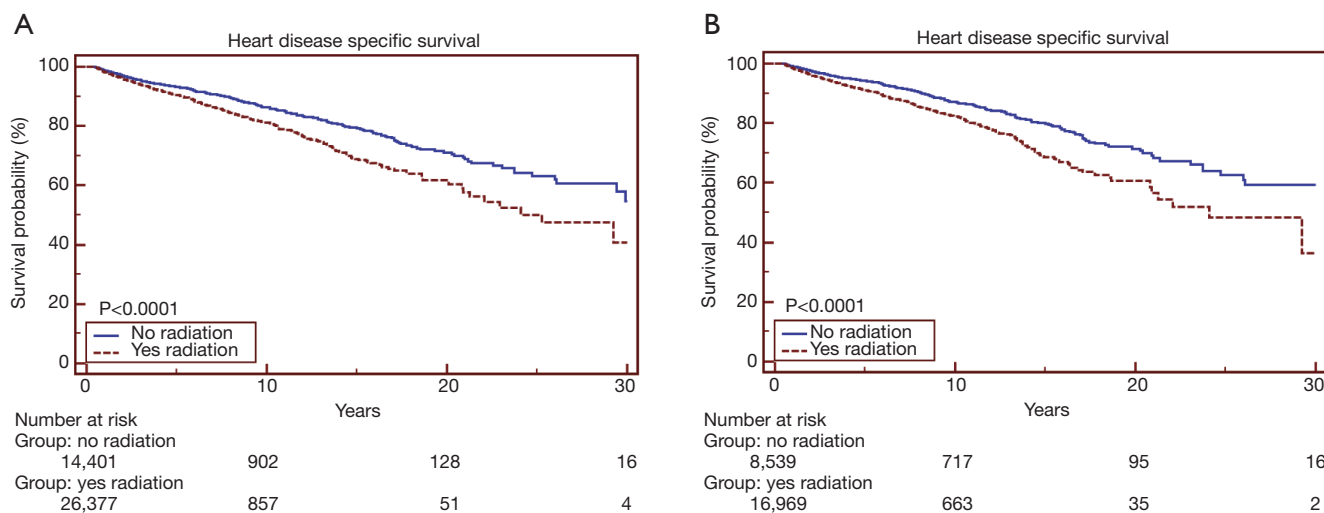 A
Heart disease specific survival
Survival probability (%)
100
80
60
40
20
0
P<0.0001
No radiation
Yes radiation
0 10 20 30
Years
Number at risk
Group: no radiation
14,401 902 128 16
Group: yes radiation
26,377 857 51 4
B
Heart disease specific survival
Survival probability (%)
100
80
60
40
20
0
P<0.0001
No radiation
Yes radiation
0 10 20 30
Years
Number at risk
Group: no radiation
8,539 717 95 16
Group: yes radiation
16,969 663 35 2